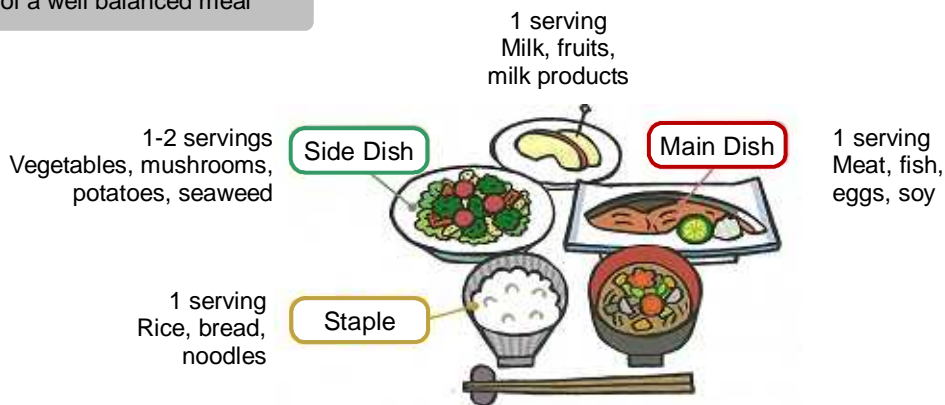 of a well balanced meal
1 serving
Milk, fruits,
milk products
1-2 servings
Vegetables, mushrooms,
potatoes, seaweed
Side Dish
Main Dish
1 serving
Meat, fish,
eggs, soy
1 serving
Rice, bread,
noodles
Staple